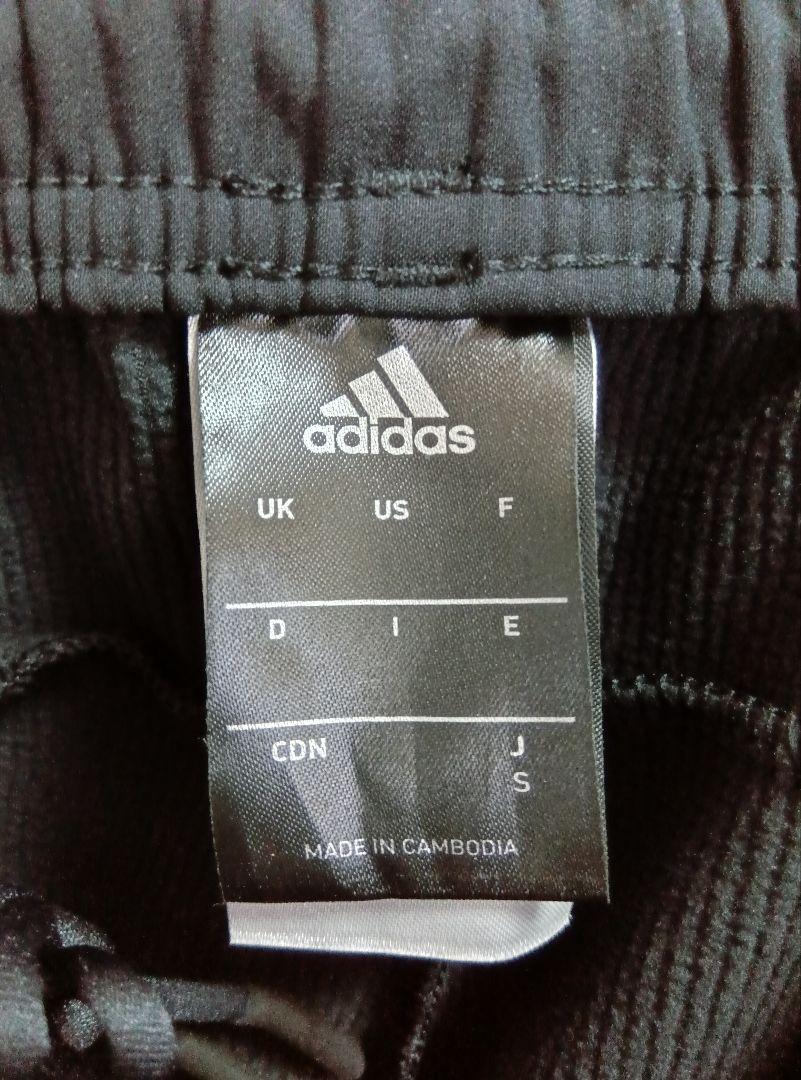 adidas
UK US F
D I E
CDN J
S
MADE IN CAMBODIA